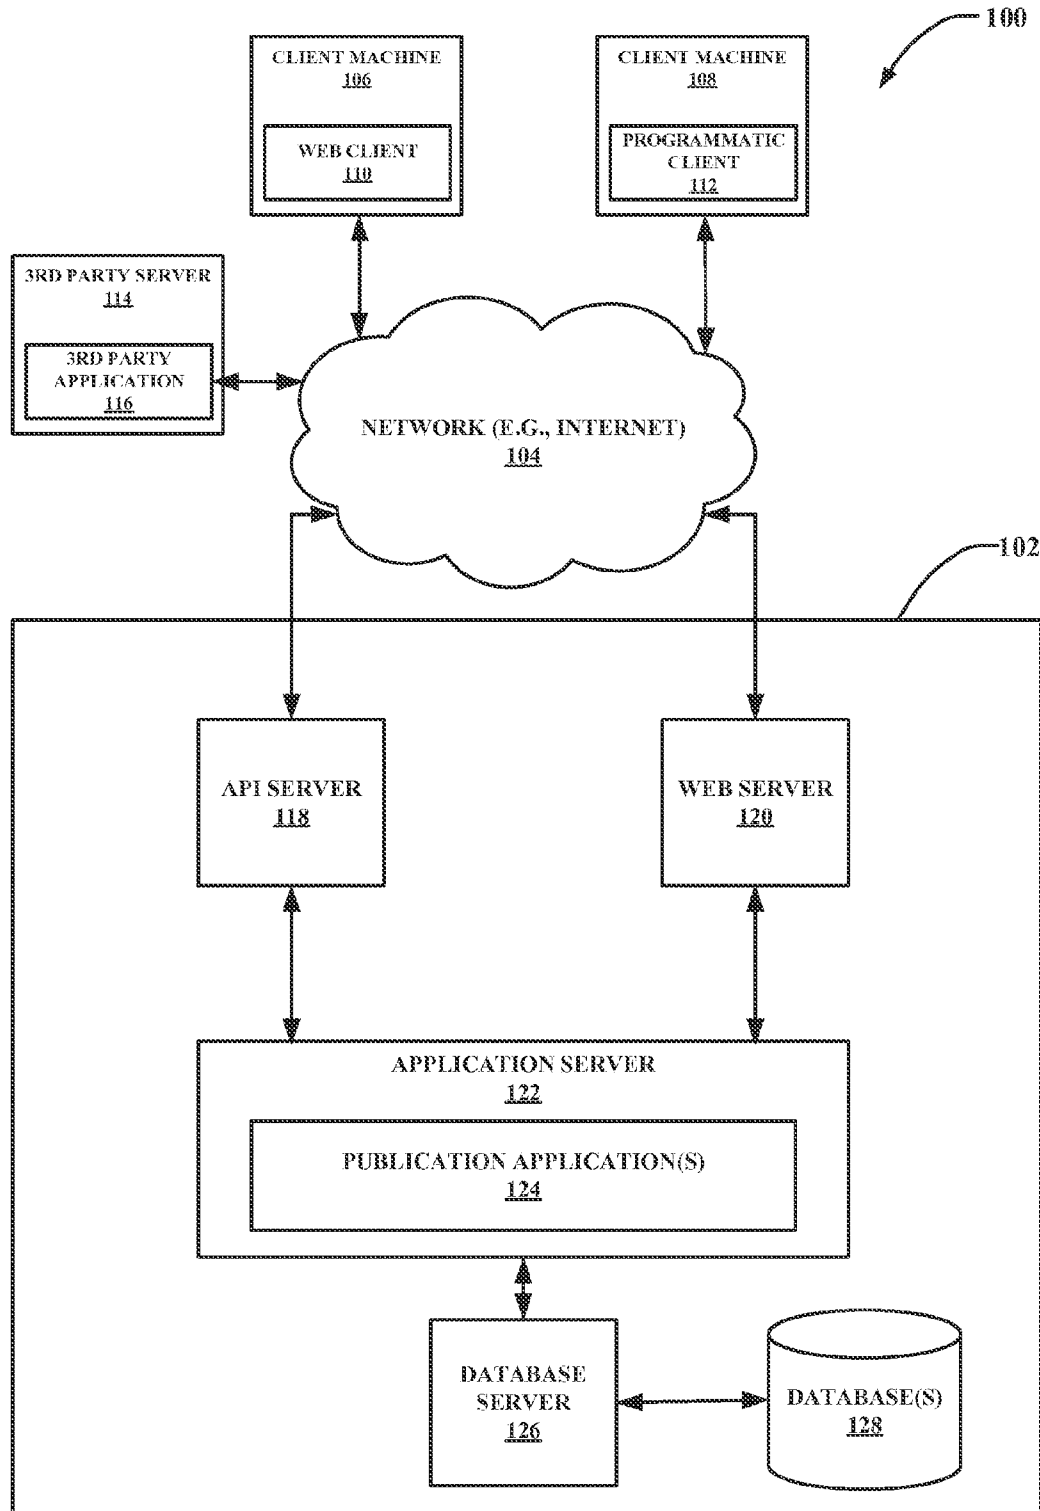 100
CLIENT MACHINE
106
WEB CLIENT
110
CLIENT MACHINE
108
PROGRAMMATIC
CLIENT
112
3RD PARTY SERVER
114
3RD PARTY
APPLICATION
116
NETWORK (E.G., INTERNET)
104
102
API SERVER
118
WEB SERVER
120
APPLICATION SERVER
122
PUBLICATION APPLICATION(S)
124
DATABASE
SERVER
126
DATABASE(S)
128